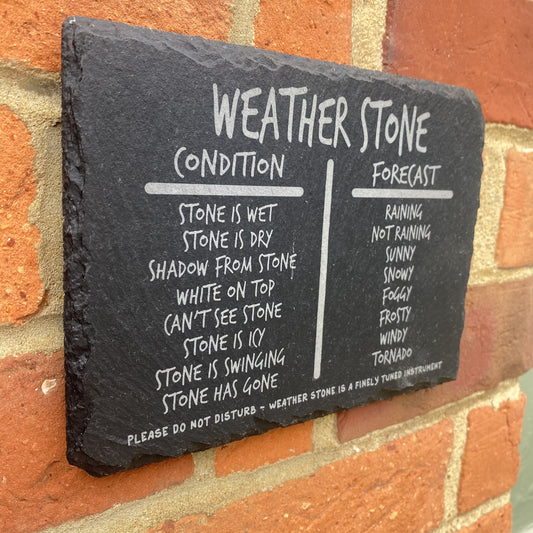 WEATHER STONE
CONDITION FORECAST
STONE IS WET RAINING
STONE IS DRY NOT RAINING
SHADOW FROM STONE SUNNY
WHITE ON TOP SNOWY
CAN'T SEE STONE FOGGY
STONE IS ICY FROSTY
STONE IS SWINGING WINDY
STONE HAS GONE TORNADO
PLEASE DO NOT DISTURB - WEATHER STONE IS A FINELY TUNED INSTRUMENT